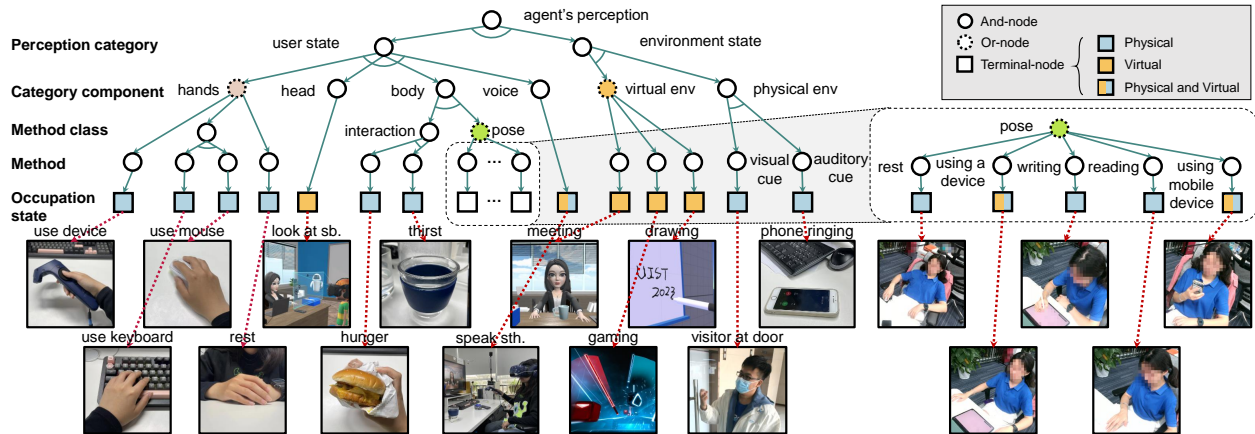 agent's perception
Perception category
user state
environment state
Category component
hands
head
body
voice
virtual env
physical env
Method class
interaction
pose
Method
...
visual cue
auditory cue
Occupation state
...
use device
use mouse
look at sb.
thirst
meeting
drawing
phone ringing
UIST
2023
use keyboard
rest
hunger
speak sth.
gaming
visitor at door
And-node
Or-node
Terminal-node
Physical
Virtual
Physical and Virtual
pose
rest
using a device
writing
reading
using mobile device